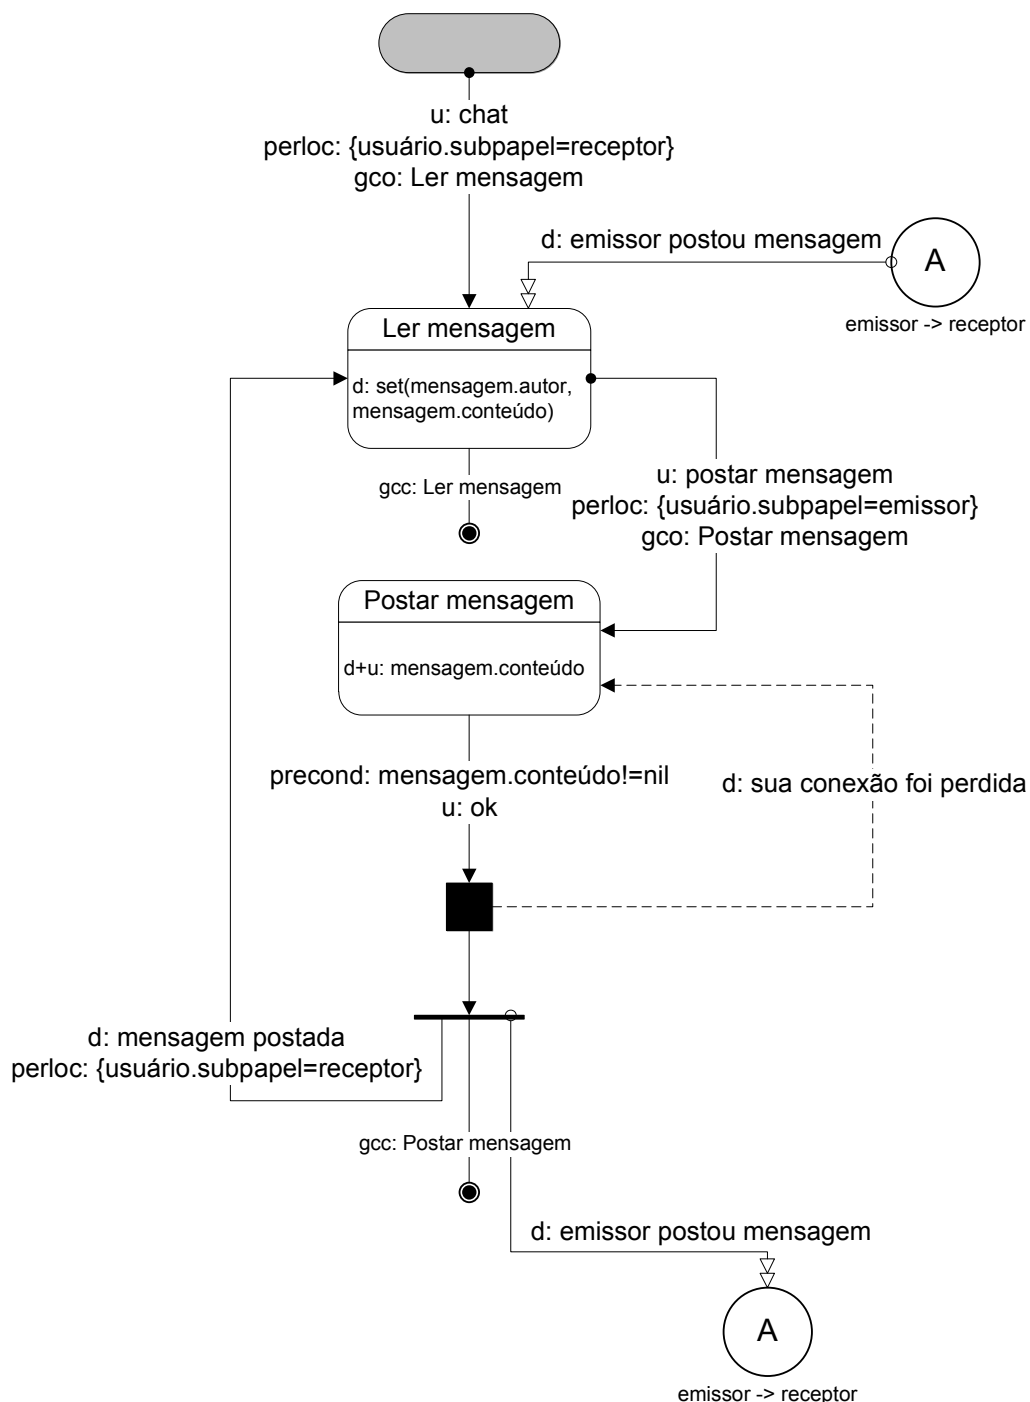 u: chat
perloc: {usuário.subpapel=receptor}
gco: Ler mensagem
d: emissor postou mensagem
A
emissor -> receptor
Ler mensagem
d: set(mensagem.autor,
mensagem.conteúdo)
gcc: Ler mensagem
u: postar mensagem
perloc: {usuário.subpapel=emissor}
gco: Postar mensagem
Postar mensagem
d+u: mensagem.conteúdo
precond: mensagem.conteúdo!=nil
u: ok
d: sua conexão foi perdida
d: mensagem postada
perloc: {usuário.subpapel=receptor}
gcc: Postar mensagem
d: emissor postou mensagem
A
emissor -> receptor